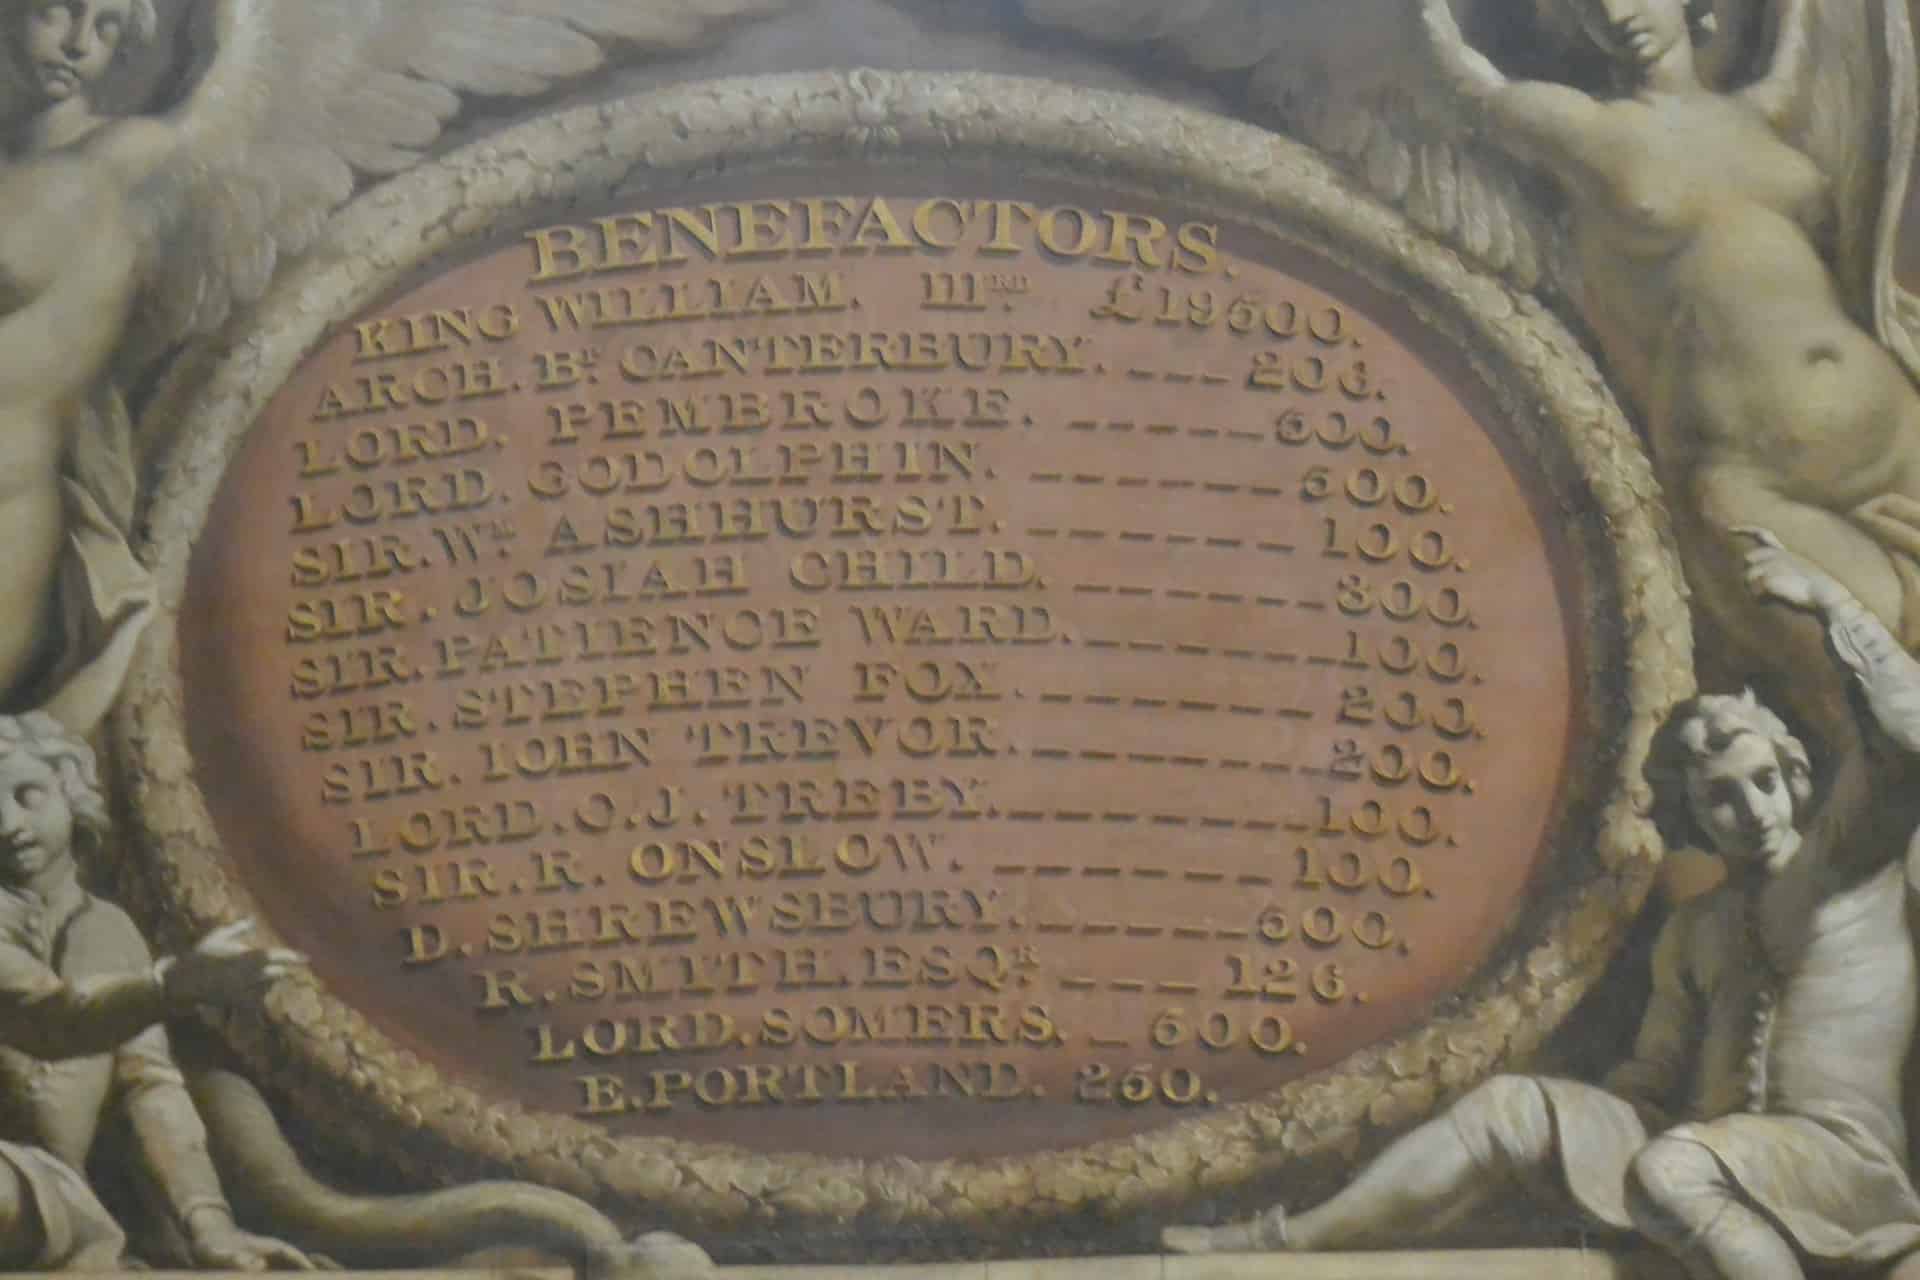 BENEFACTORS.
KING WILLIAM. IIIRD. £19500.
ARCH. BP. CANTERBURY. --- 206.
LORD. PEMBROKE. ------ 500.
LORD. GODOLPHIN. ------- 500.
SIR. WM. ASHHURST. ------- 100.
SIR. JOSIAH CHILD. ------- 300.
SIR. PATIENCE WARD. ------- 100.
SIR. STEPHEN FOX. -------- 200.
SIR. IOHN TREVOR. -------- 200.
LORD. C. J. TREBY. --------- 100.
SIR. R. ONSLOW. -------- 100.
D. SHREWSBURY. ------ 500.
R. SMITH. ESQR. --- 126.
LORD. SOMERS. - 500.
E. PORTLAND. 250.